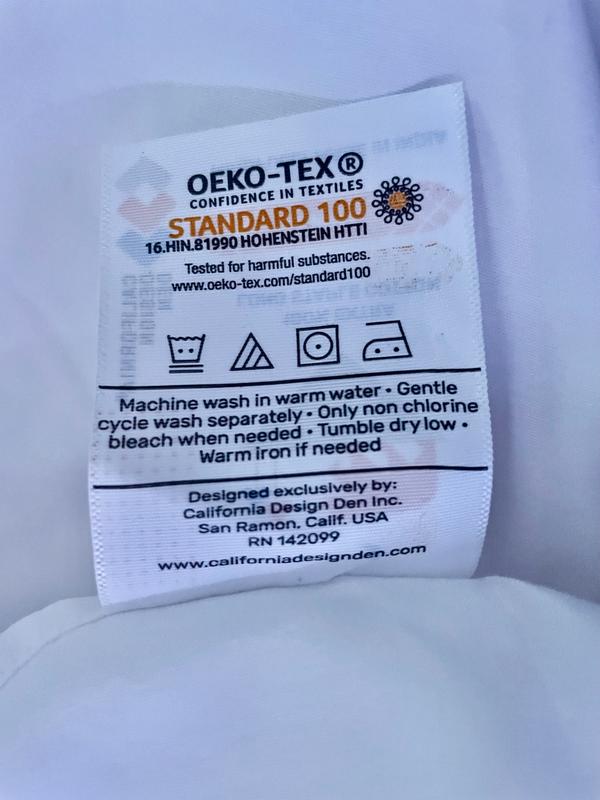 OEKO-TEX®
CONFIDENCE IN TEXTILES
STANDARD 100
16.HIN.81990 HOHENSTEIN HTTI
Tested for harmful substances.
www.oeko-tex.com/standard100
Machine wash in warm water • Gentle
cycle wash separately • Only non chlorine
bleach when needed • Tumble dry low •
Warm iron if needed
Designed exclusively by:
California Design Den Inc.
San Ramon, Calif. USA
RN 142099
www.californiadesignden.com